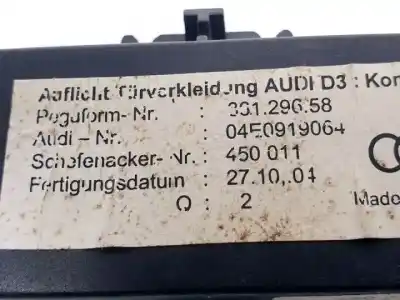 Auflicht Türverkleidung AUDI D3 : Kom
Peguform-Nr. : 331.296.58
Audi-Nr. : 04E0919064
Schefenacker-Nr. : 450 011
Fertigungsdatum : 27.10.04
Q : 2
Made